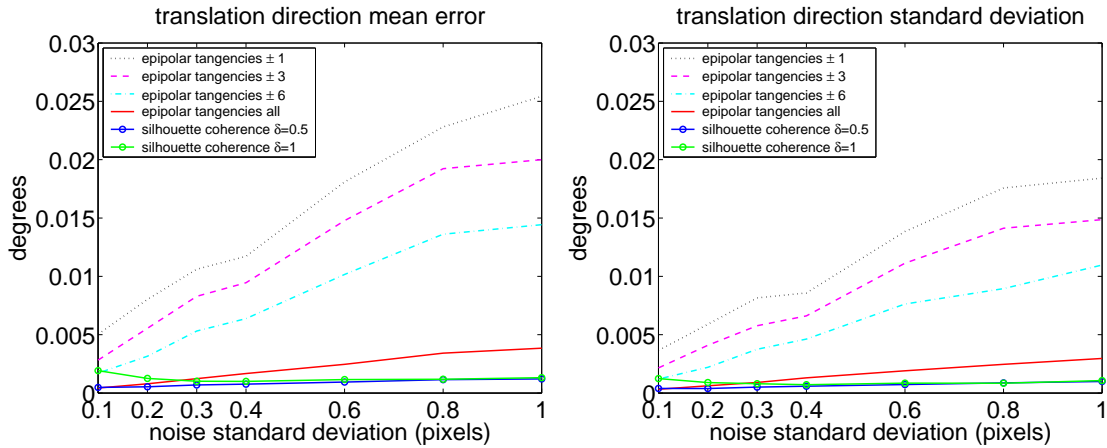 translation direction mean error
0.03
0.025
0.02
0.015
0.01
0.005
0
degrees
epipolar tangencies ± 1
epipolar tangencies ± 3
epipolar tangencies ± 6
epipolar tangencies all
silhouette coherence δ=0.5
silhouette coherence δ=1
0.1 0.2 0.3 0.4 0.6 0.8 1
noise standard deviation (pixels)
translation direction standard deviation
0.03
0.025
0.02
0.015
0.01
0.005
0
degrees
epipolar tangencies ± 1
epipolar tangencies ± 3
epipolar tangencies ± 6
epipolar tangencies all
silhouette coherence δ=0.5
silhouette coherence δ=1
0.1 0.2 0.3 0.4 0.6 0.8 1
noise standard deviation (pixels)